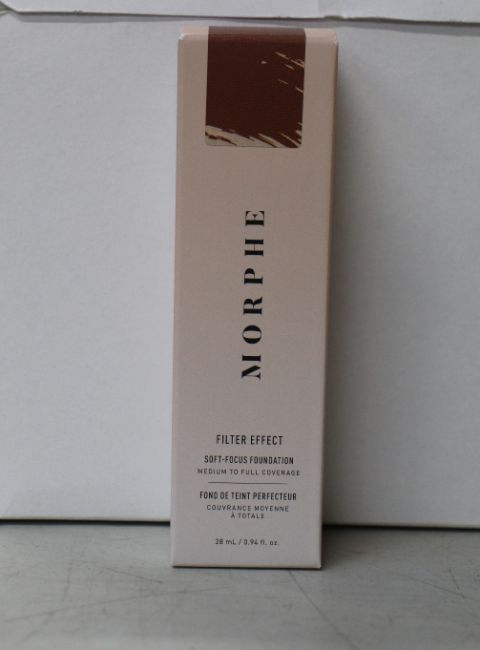 MORPHE
FILTER EFFECT
SOFT-FOCUS FOUNDATION
MEDIUM TO FULL COVERAGE
FOND DE TEINT PERFECTEUR
COUVRANCE MOYENNE
À TOTALE
28 mL / 0.94 fl. oz.